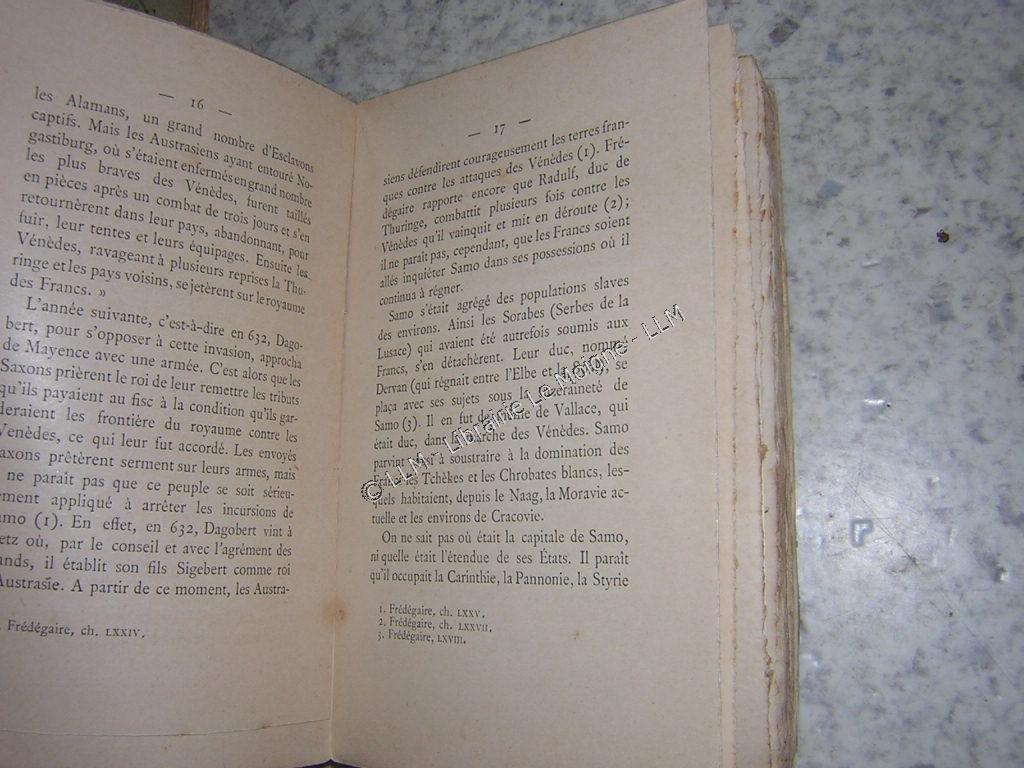 — 16 —
les Alamans, un grand nombre d'Esclavons
captifs. Mais les Austrasiens ayant entouré No-
gastiburg, où s'étaient enfermés en grand nombre
les plus braves des Vénèdes, furent taillés
en pièces après un combat de trois jours et s'en
retournèrent dans leur pays, abandonnant, pour
fuir, leur tentes et leurs équipages. Ensuite les
Vénèdes, ravageant à plusieurs reprises la Thu-
ringe et les pays voisins, se jetèrent sur le royaume
des Francs. »
L'année suivante, c'est-à-dire en 632, Dago-
bert, pour s'opposer à cette invasion, approcha
de Mayence avec une armée. C'est alors que les
Saxons prièrent le roi de leur remettre les tributs
qu'ils payaient au fisc à la condition qu'ils gar-
deraient les frontière du royaume contre les
Venèdes, ce qui leur fut accordé. Les envoyés
axons prêtèrent serment sur leurs armes, mais
ne paraît pas que ce peuple se soit sérieu-
ement appliqué à arrêter les incursions de
amo (1). En effet, en 632, Dagobert vint à
etz où, par le conseil et avec l'agrément des
ands, il établit son fils Sigebert comme roi
Austrasie. A partir de ce moment, les Austra-
. Frédégaire, ch. LXXIV.
— 17 —
siens défendirent courageusement les terres fran-
ques contre les attaques des Vénèdes (1). Fré-
dégaire rapporte encore que Radulf, duc de
Thuringe, combattit plusieurs fois contre les
Vénèdes qu'il vainquit et mit en déroute (2);
il ne paraît pas, cependant, que les Francs soient
allés inquiéter Samo dans ses possessions où il
continua à régner.
Samo s'était agrégé des populations slaves
des environs. Ainsi les Sorabes (Serbes de la
Lusace) qui avaient été autrefois soumis aux
Francs, s'en détachèrent. Leur duc, nommé
Dervan (qui régnait entre l'Elbe et la se
plaça avec ses sujets sous la suzeraineté de
Samo (3). Il en fut de même de Vallace, qui
était duc, dans la marche des Vénèdes. Samo
parvint à soustraire à la domination des
les Tchèkes et les Chrobates blancs, les-
quels habitaient, depuis le Naag, la Moravie ac-
tuelle et les environs de Cracovie.
On ne sait pas où était la capitale de Samo,
ni quelle était l'étendue de ses États. Il paraît
qu'il occupait la Carinthie, la Pannonie, la Styrie
1. Frédégaire, ch. LXXV.
2. Frédégaire, ch. LXXVII.
3. Frédégaire, LXVIII.
© LLM - Librairie Le Moigne - LLM